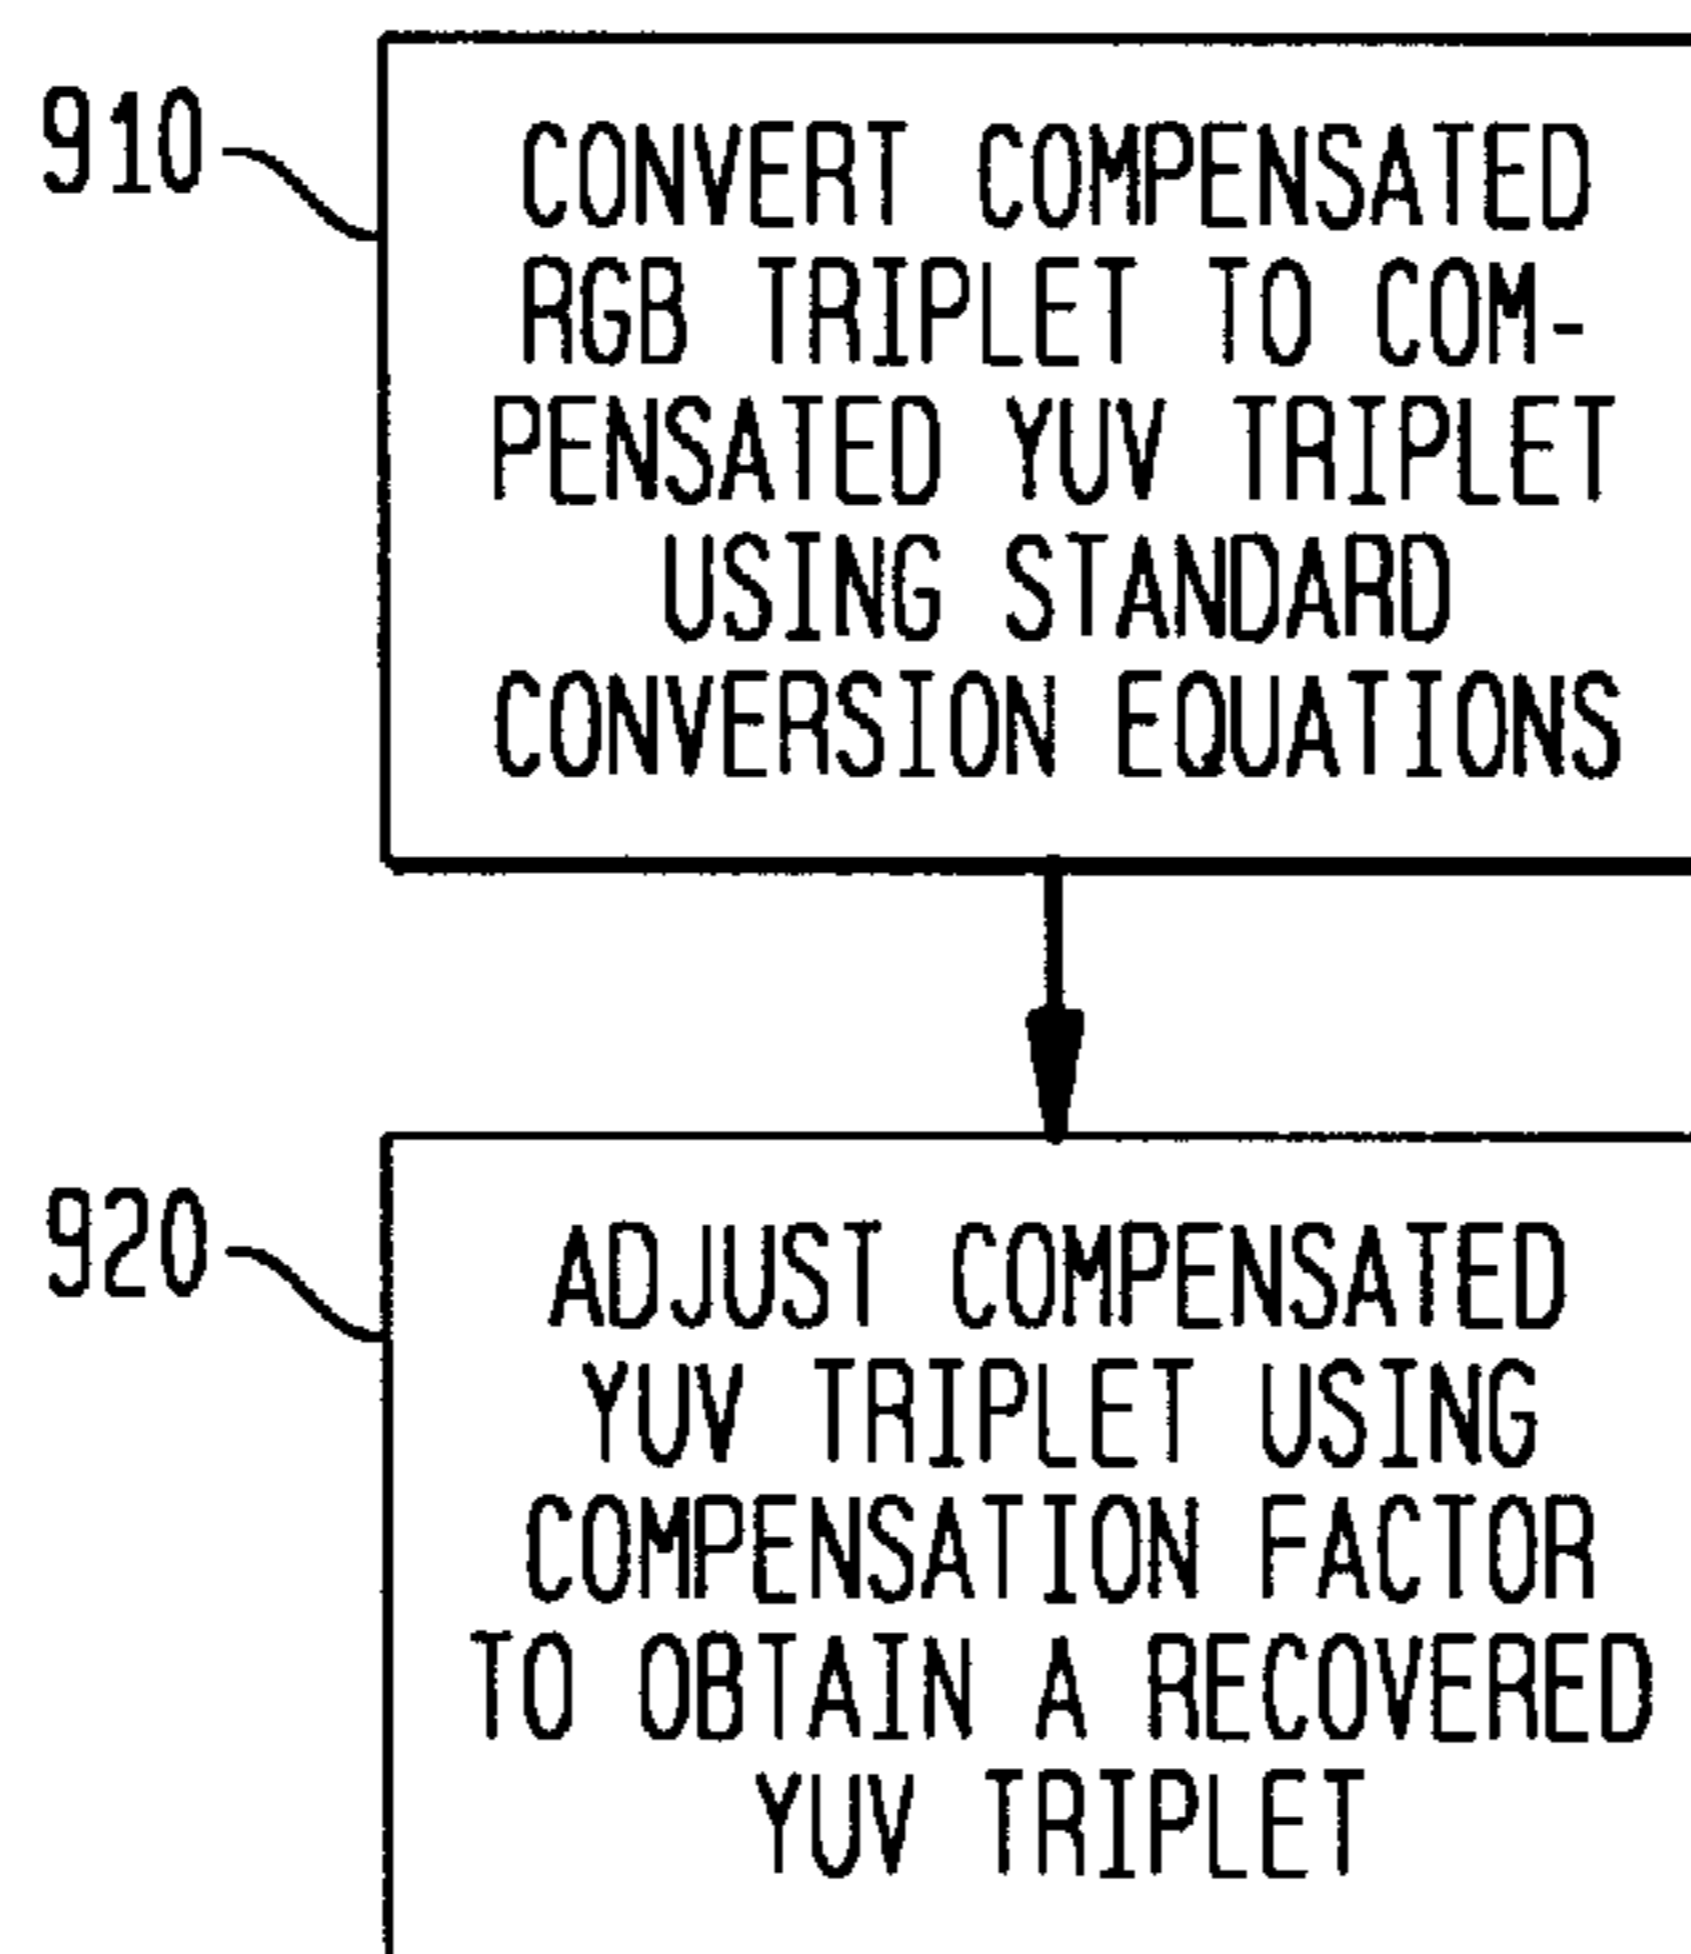 910
CONVERT COMPENSATED
RGB TRIPLET TO COM-
PENSATED YUV TRIPLET
USING STANDARD
CONVERSION EQUATIONS
920
ADJUST COMPENSATED
YUV TRIPLET USING
COMPENSATION FACTOR
TO OBTAIN A RECOVERED
YUV TRIPLET